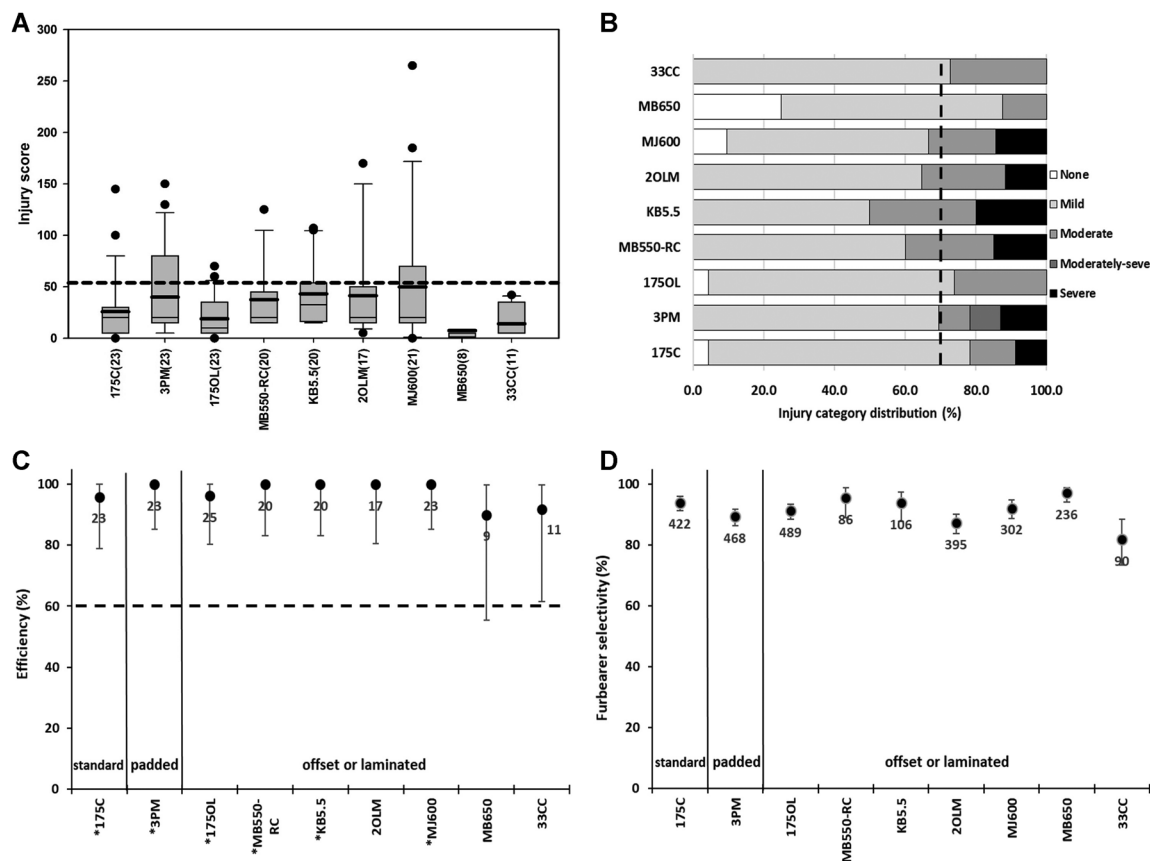 A
Injury score
300
250
200
150
100
50
0
175C(23)
3PM(23)
175OL(23)
MB550-RC(20)
KB5.5(20)
2OLM(17)
MJ600(21)
MB650(8)
33CC(11)
B
33CC
MB650
MJ600
2OLM
KB5.5
MB550-RC
175OL
3PM
175C
0.0 20.0 40.0 60.0 80.0 100.0
Injury category distribution (%)
None
Mild
Moderate
Moderately-seve
Severe
C
Efficiency (%)
100
80
60
40
20
0
23 23 25 20 20 17 23 9 11
standard padded offset or laminated
*175C
*3PM
*175OL
*MB550-
RC
*KB5.5
2OLM
*MJ600
MB650
33CC
D
Furbearer selectivity (%)
100
80
60
40
20
0
422 468 489 86 106 395 302 236 90
standard padded offset or laminated
175C
3PM
175OL
MB550-RC
KB5.5
2OLM
MJ600
MB650
33CC